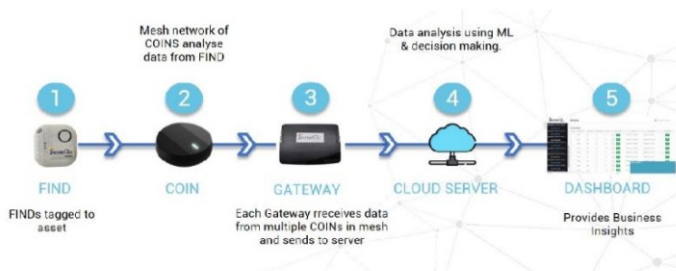 Mesh network of
COINS analyse
data from FIND
Data analysis using ML
& decision making.
1
2
3
4
5
FIND
COIN
GATEWAY
CLOUD SERVER
DASHBOARD
FINDs tagged to
asset
Each Gateway rreceives data
from multiple COINs in mesh
and sends to server
Provides Business
Insights